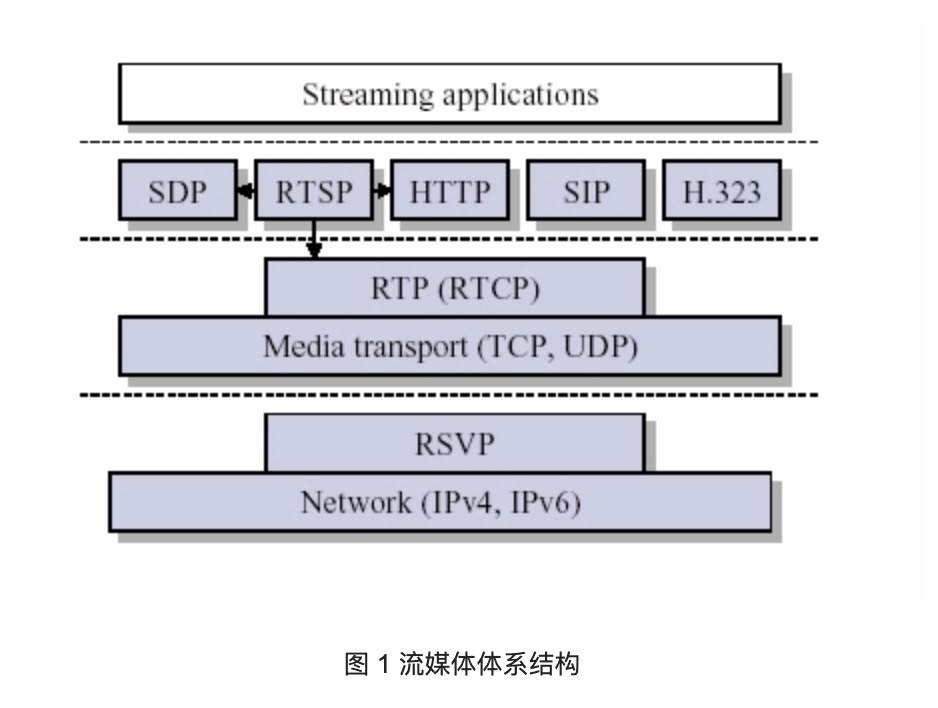 Streaming applications
SDP RTSP HTTP SIP H.323
RTP (RTCP)
Media transport (TCP, UDP)
RSVP
Network (IPv4, IPv6)
图 1 流媒体体系结构